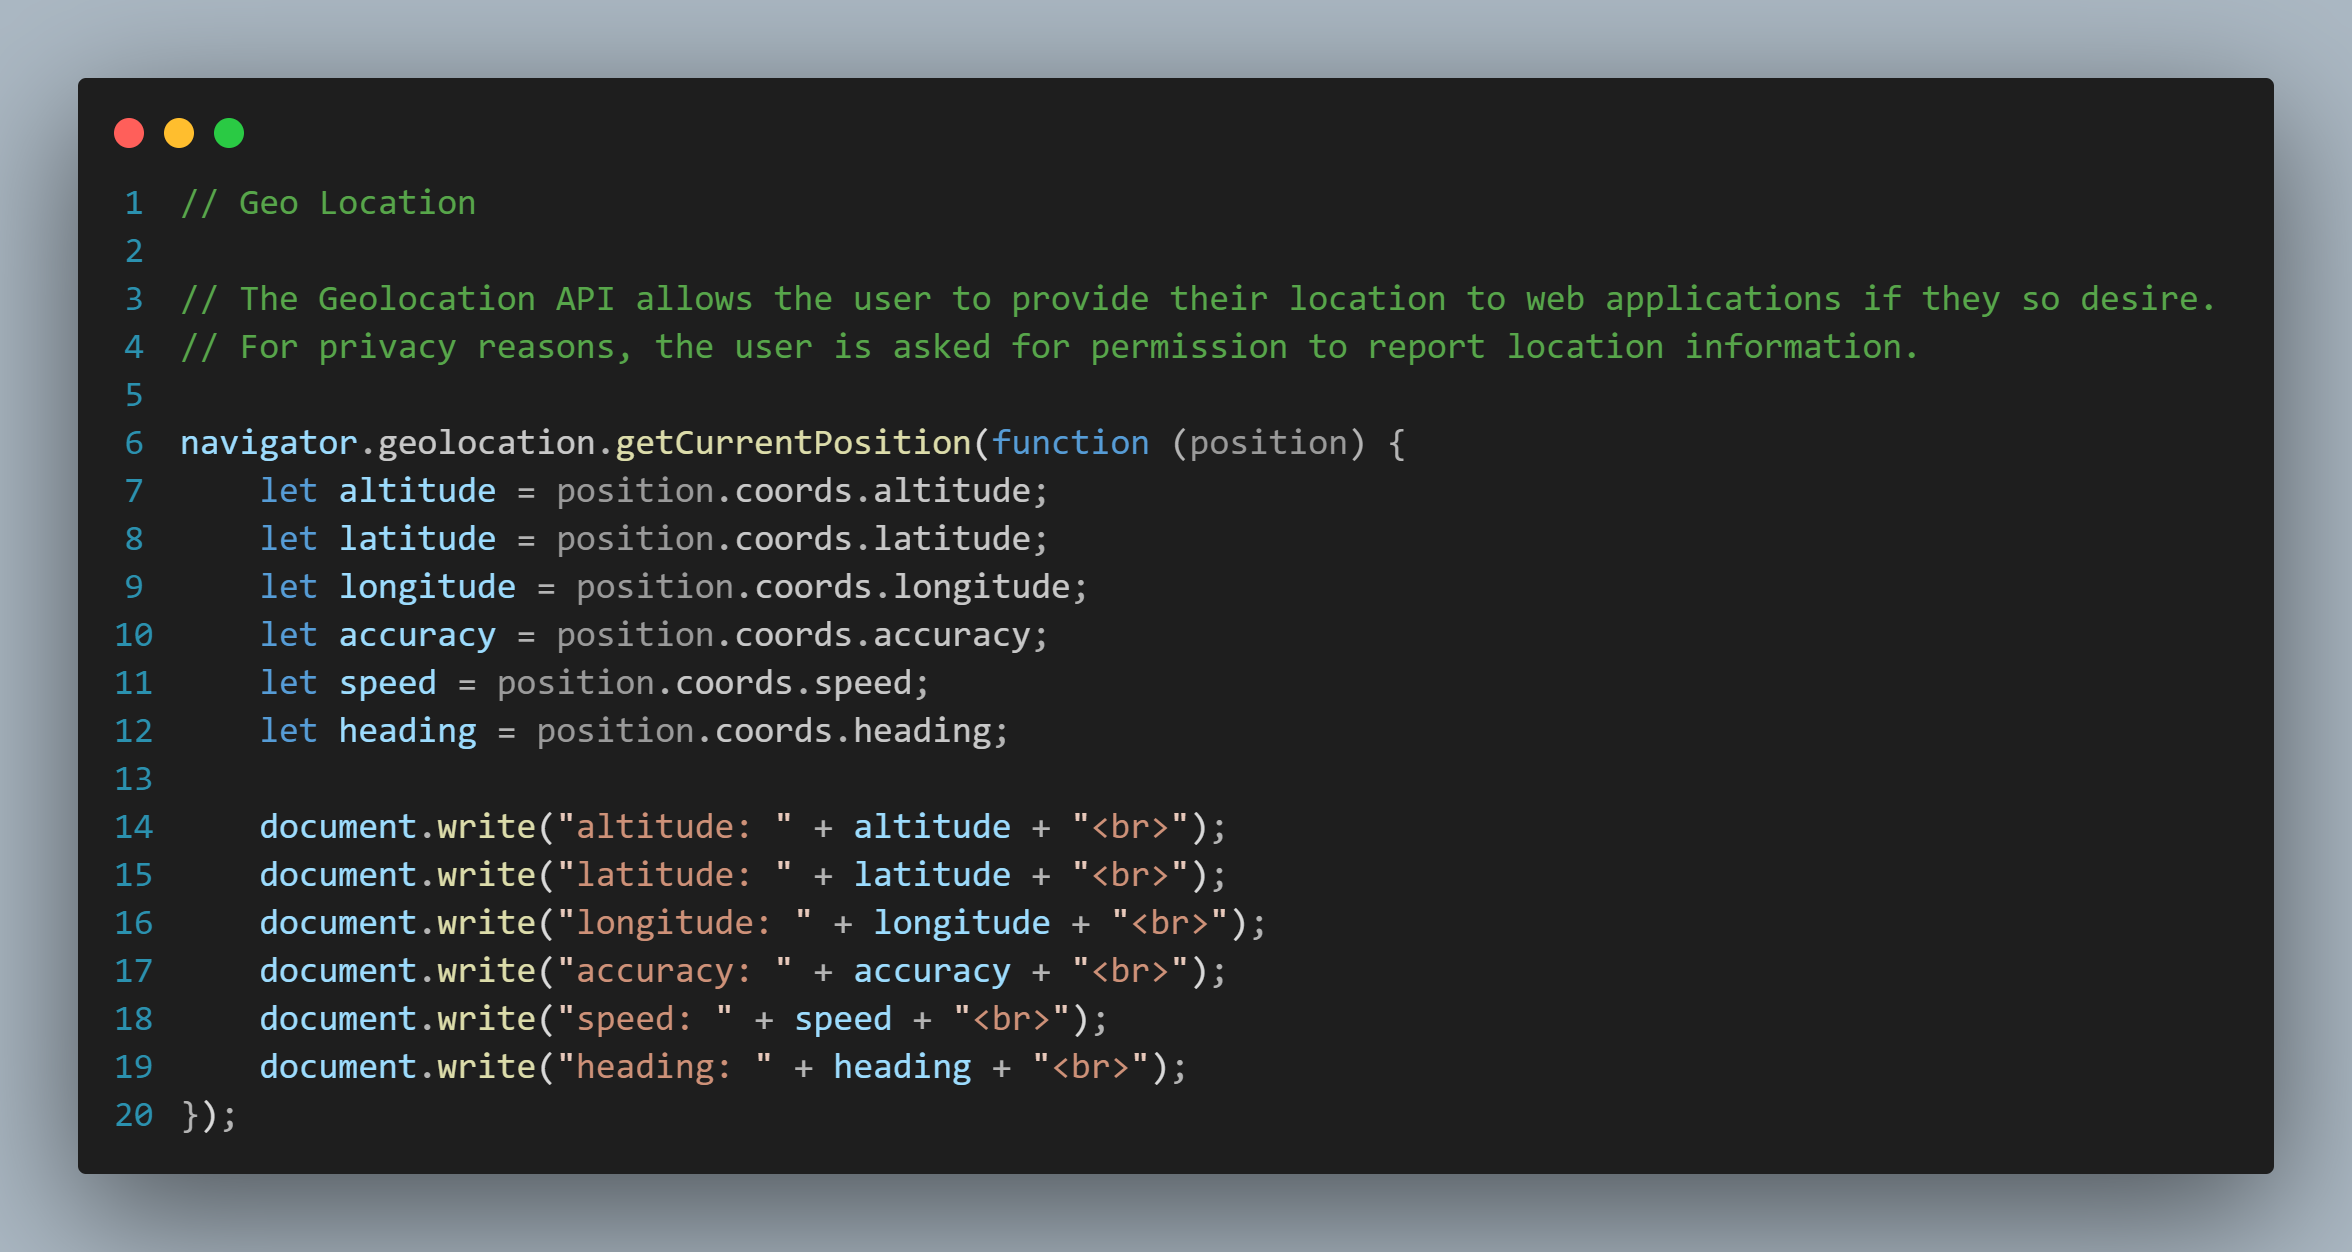 1 // Geo Location
2
3 // The Geolocation API allows the user to provide their location to web applications if they so desire.
4 // For privacy reasons, the user is asked for permission to report location information.
5
6 navigator.geolocation.getCurrentPosition(function (position) {
7     let altitude = position.coords.altitude;
8     let latitude = position.coords.latitude;
9     let longitude = position.coords.longitude;
10     let accuracy = position.coords.accuracy;
11     let speed = position.coords.speed;
12     let heading = position.coords.heading;
13
14     document.write("altitude: " + altitude + "<br>");
15     document.write("latitude: " + latitude + "<br>");
16     document.write("longitude: " + longitude + "<br>");
17     document.write("accuracy: " + accuracy + "<br>");
18     document.write("speed: " + speed + "<br>");
19     document.write("heading: " + heading + "<br>");
20 });